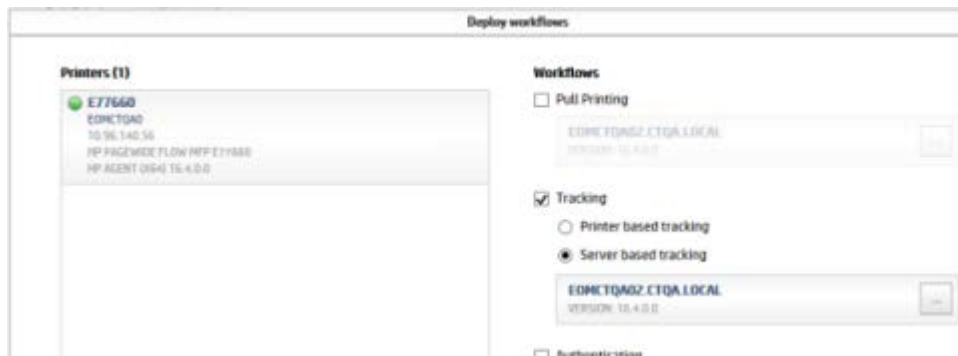 Deploy workflows
Printers (1)
E77660
EOMCTQA0
10.96.140.56
HP PAGEWIDE FLOW MFP E77660
HP AGENT (X64) 16.4.0.0
Workflows
Pull Printing
EOMCTQA02.CTQA.LOCAL
VERSION: 16.4.0.0
...
Tracking
Printer based tracking
Server based tracking
EOMCTQA02.CTQA.LOCAL
VERSION: 16.4.0.0
...
Authentication